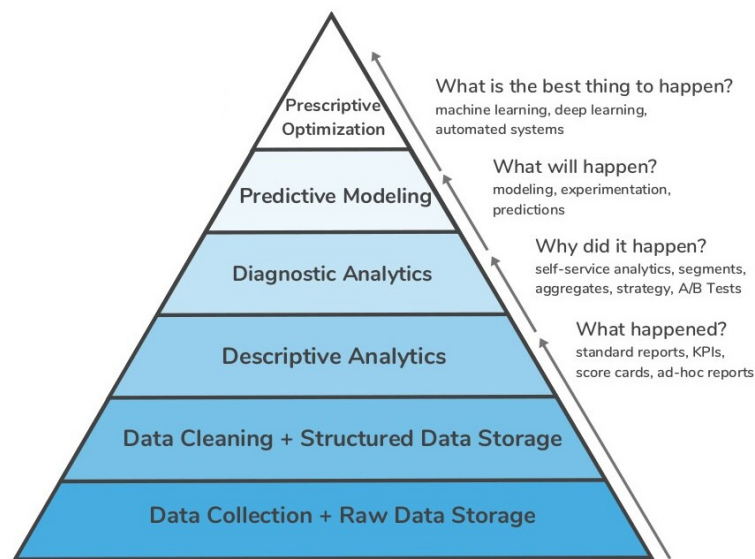 What is the best thing to happen?
machine learning, deep learning,
automated systems
Prescriptive
Optimization
What will happen?
modeling, experimentation,
predictions
Predictive Modeling
Why did it happen?
self-service analytics, segments,
aggregates, strategy, A/B Tests
Diagnostic Analytics
What happened?
standard reports, KPIs,
score cards, ad-hoc reports
Descriptive Analytics
Data Cleaning + Structured Data Storage
Data Collection + Raw Data Storage